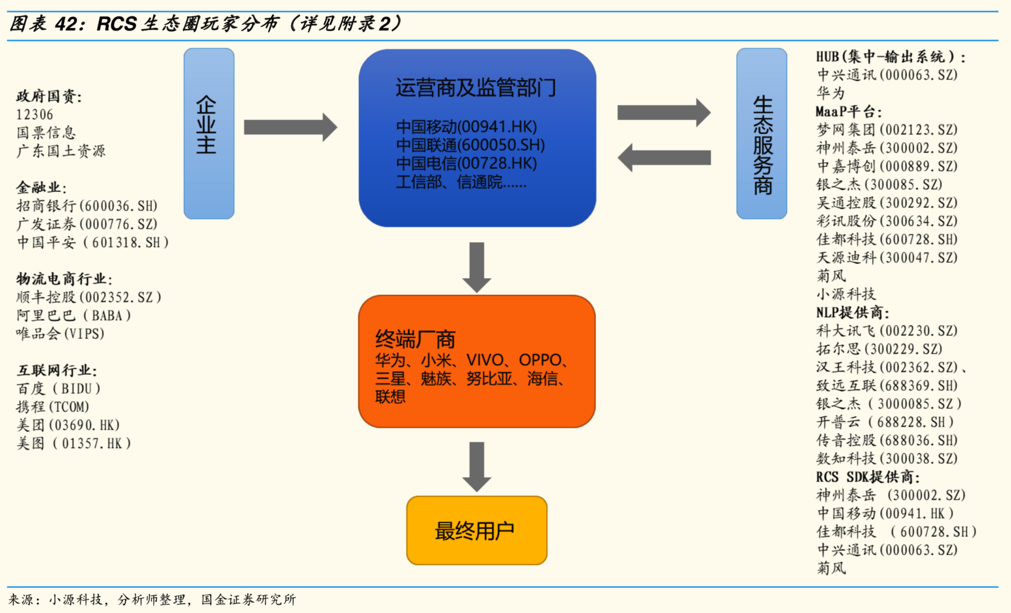 图表 42：RCS 生态圈玩家分布（详见附录2）
政府国资：
12306
国票信息
广东国土资源
金融业：
招商银行(600036.SH)
广发证券(000776.SZ)
中国平安（601318.SH）
物流电商行业：
顺丰控股(002352.SZ)
阿里巴巴（BABA）
唯品会(VIPS)
互联网行业：
百度（BIDU）
携程(TCOM)
美团(03690.HK)
美图（01357.HK）
企业主
运营商及监管部门
中国移动(00941.HK)
中国联通(600050.SH)
中国电信(00728.HK)
工信部、信通院......
终端厂商
华为、小米、VIVO、OPPO、
三星、魅族、努比亚、海信、
联想
最终用户
生态服务商
HUB(集中-输出系统)：
中兴通讯(000063.SZ)
华为
MaaP平台：
梦网集团(002123.SZ)
神州泰岳(300002.SZ)
中嘉博创(000889.SZ)
银之杰(300085.SZ)
吴通控股(300292.SZ)
彩讯股份(300634.SZ)
佳都科技(600728.SH)
天源迪科(300047.SZ)
菊风
小源科技
NLP提供商：
科大讯飞(002230.SZ)
拓尔思(300229.SZ)
汉王科技(002362.SZ)、
致远互联(688369.SH)
银之杰（3000085.SZ）
开普云（688228.SH）
传音控股(688036.SH)
数知科技(300038.SZ)
RCS SDK提供商：
神州泰岳（300002.SZ)
中国移动(00941.HK)
佳都科技（600728.SH)
中兴通讯(000063.SZ)
菊风
来源：小源科技，分析师整理，国金证券研究所